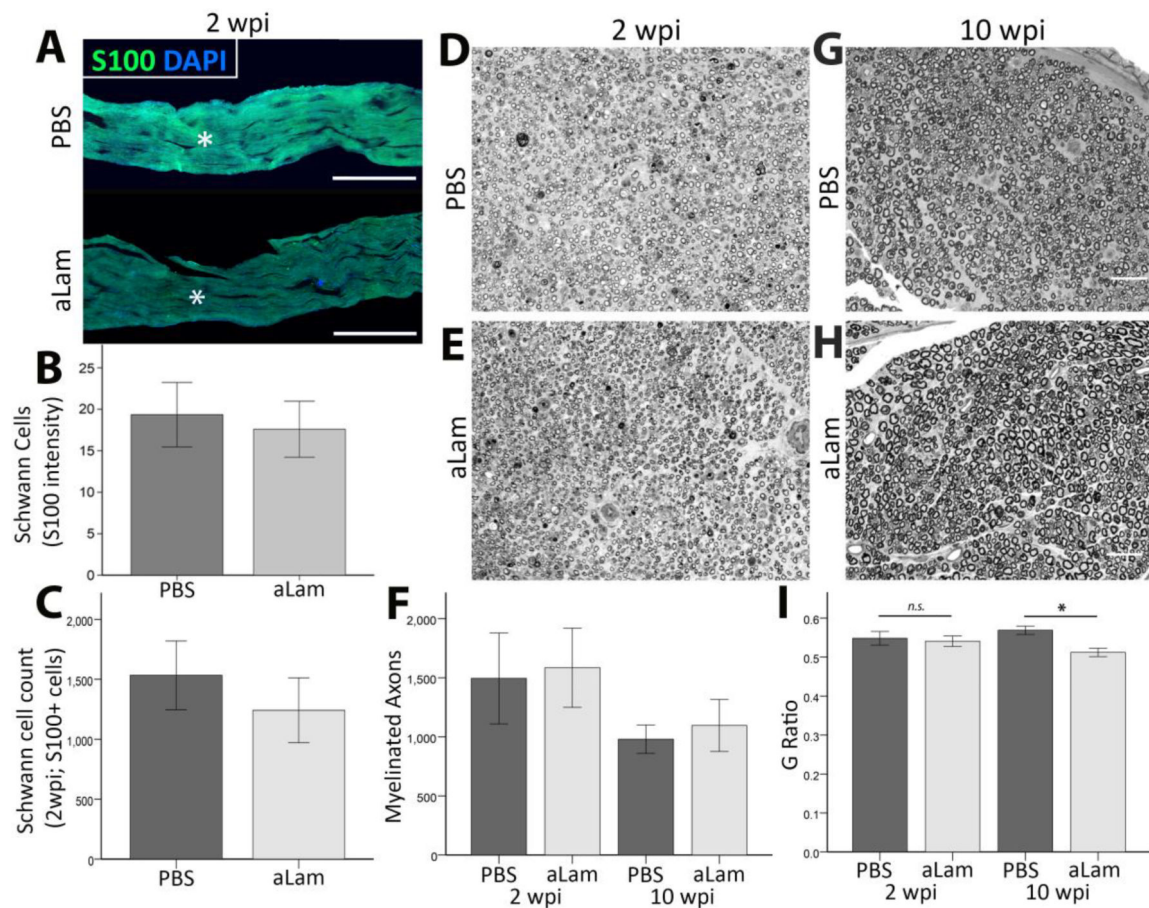 2 wpi
A
S100 DAPI
PBS
*
aLam
*
B
Schwann Cells
(S100 intensity)
25
20
15
10
5
0
PBS aLam
C
Schwann cell count
(2wpi; S100+ cells)
2,000
1,500
1,000
500
0
PBS aLam
2 wpi
D
PBS
E
aLam
F
Myelinated Axons
2,000
1,500
1,000
500
0
PBS aLam PBS aLam
2 wpi 10 wpi
10 wpi
G
PBS
H
aLam
I
G Ratio
0.6
0.5
0.4
0.3
0.2
0.1
0.0
n.s.
*
PBS aLam PBS aLam
2 wpi 10 wpi